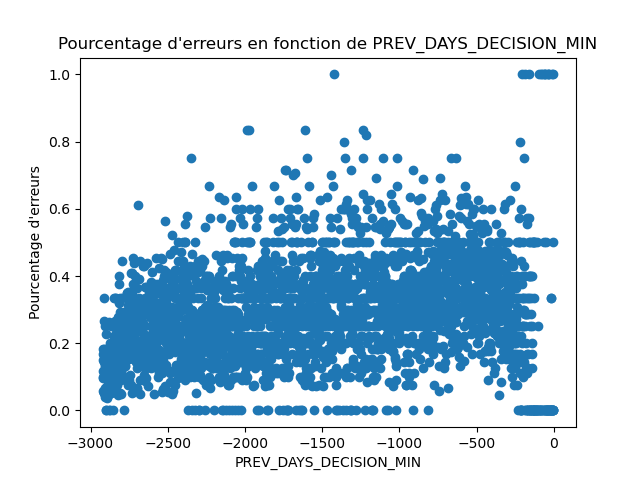 Pourcentage d'erreurs en fonction de PREV_DAYS_DECISION_MIN
1.0
0.8
0.6
0.4
0.2
0.0
Pourcentage d'erreurs
−3000 −2500 −2000 −1500 −1000 −500 0
PREV_DAYS_DECISION_MIN